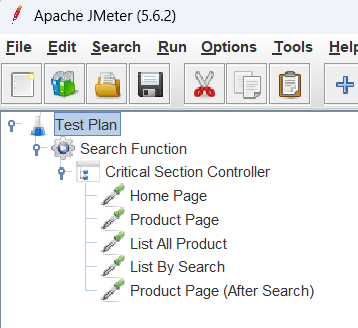 Apache JMeter (5.6.2)
File Edit Search Run Options Tools Help
Test Plan
Search Function
Critical Section Controller
Home Page
Product Page
List All Product
List By Search
Product Page (After Search)